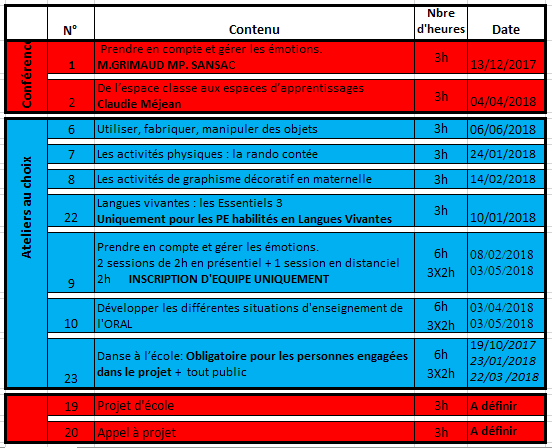 N° Contenu Nbre d'heures Date
Conférence
1 Prendre en compte et gérer les émotions.
M.GRIMAUD MP. SANSAC 3h 13/12/2017
2 De l'espace classe aux espaces d'apprentissages
Claudie Méjean 3h 04/04/2018
Ateliers au choix
6 Utiliser, fabriquer, manipuler des objets 3h 06/06/2018
7 Les activités physiques : la rando contée 3h 24/01/2018
8 Les activités de graphisme décoratif en maternelle 3h 14/02/2018
22 Langues vivantes : les Essentiels 3
Uniquement pour les PE habilités en Langues Vivantes 3h 10/01/2018
Prendre en compte et gérer les émotions. 6h 08/02/2018
2 sessions de 2h en présentiel + 1 session en distanciel 3X2h 03/05/2018
9 2h INSCRIPTION D'EQUIPE UNIQUEMENT
Développer les différentes situations d'enseignement de 6h 03/04/2018
10 l'ORAL 3X2h 03/05/2018
19/10/2017
Danse à l'école: Obligatoire pour les personnes engagées 6h 23/01/2018
23 dans le projet + tout public 3X2h 22/03 /2018
19 Projet d'école 3h A définir
20 Appel à projet 3h A définir